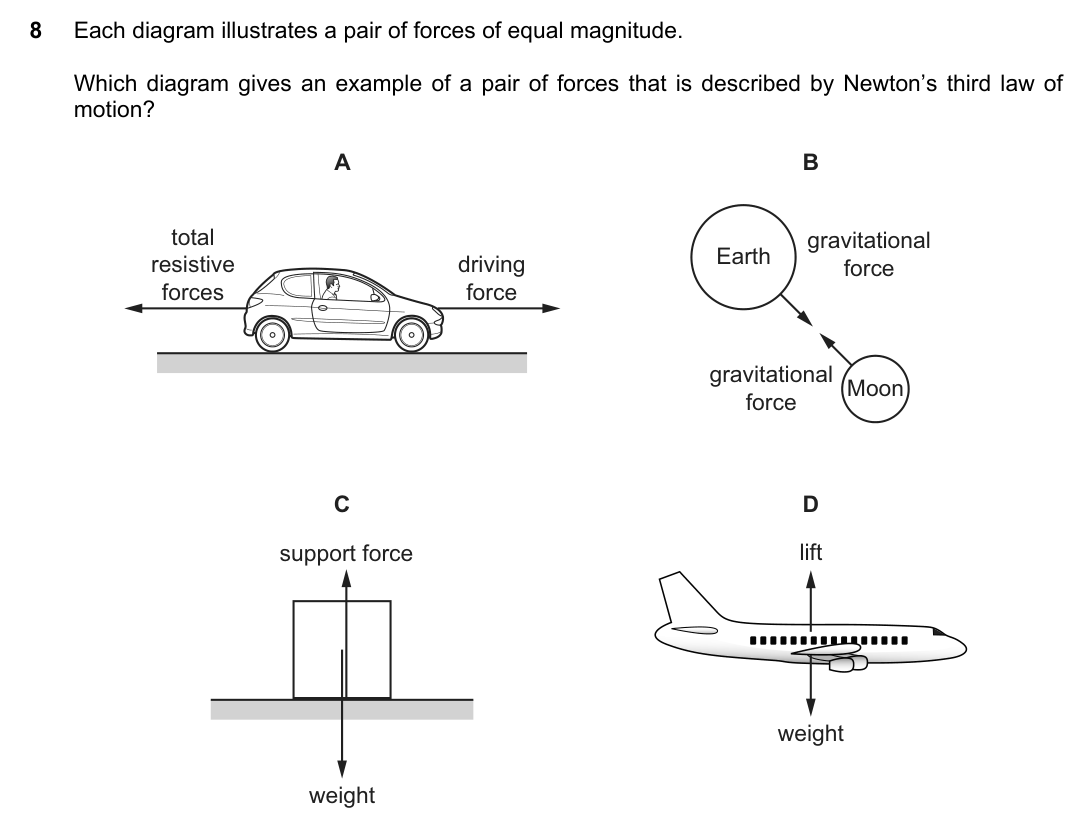 8 Each diagram illustrates a pair of forces of equal magnitude.
Which diagram gives an example of a pair of forces that is described by Newton’s third law of
motion?
A
total
resistive
forces
driving
force
B
Earth
gravitational
force
gravitational
force
Moon
C
support force
weight
D
lift
weight